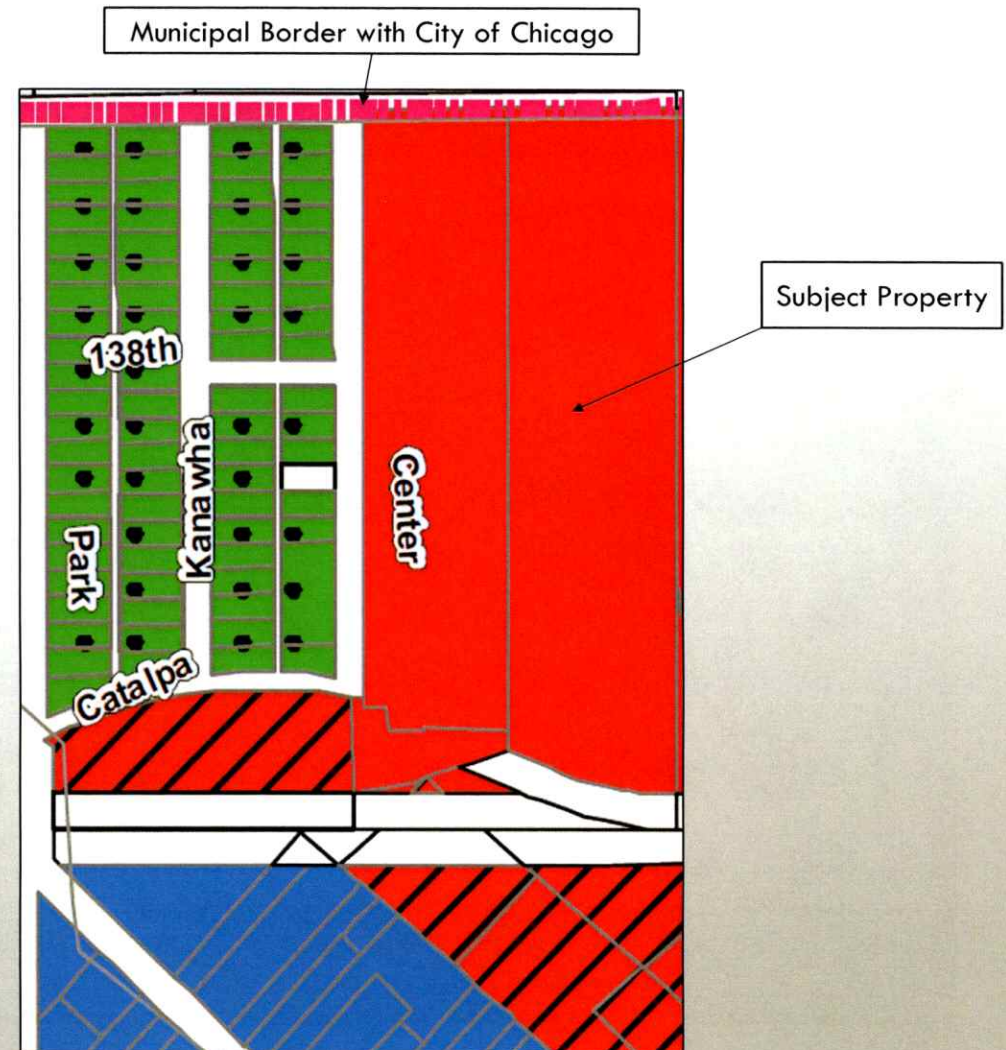 Municipal Border with City of Chicago
Subject Property
138th
Kanawha
Center
Park
Catalpa